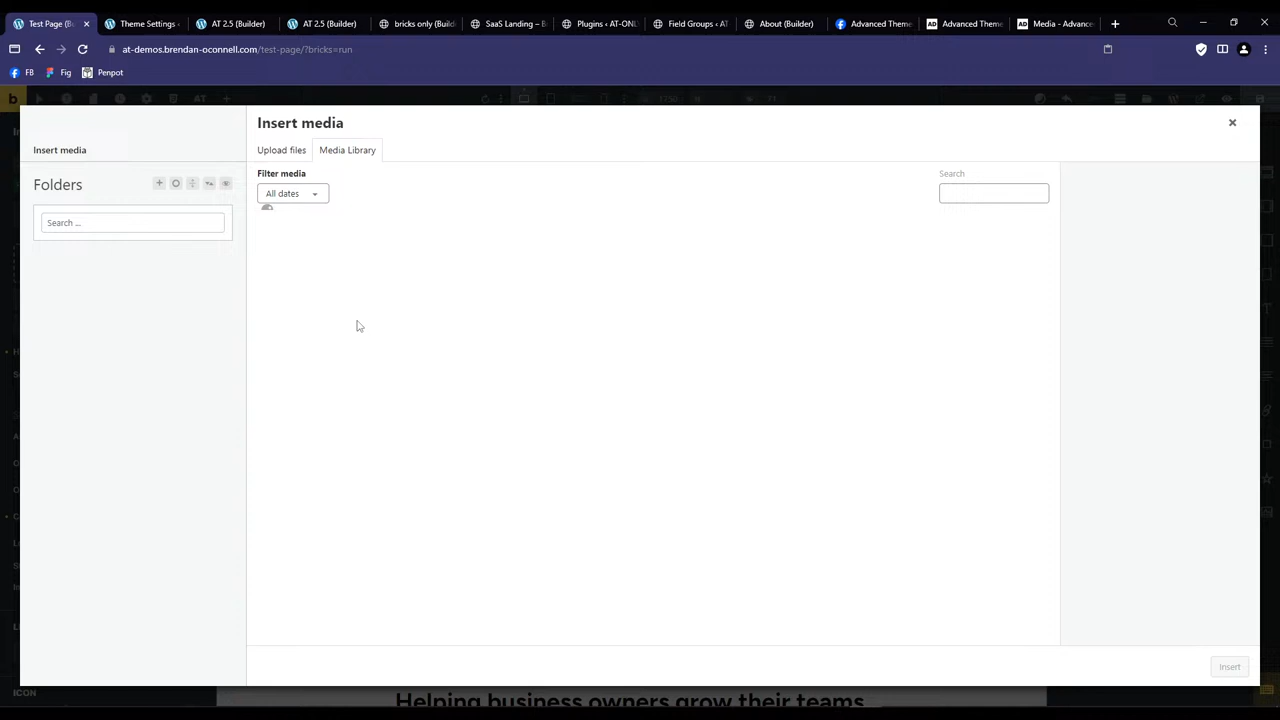 Test Page (Bu
Theme Settings ‹
AT 2.5 (Builder)
AT 2.5 (Builder)
bricks only (Build
SaaS Landing – B
Plugins ‹ AT-ONL
Field Groups ‹ AT
About (Builder)
Advanced Theme
Advanced Theme
Media - Advance
at-demos.brendan-oconnell.com/test-page/?bricks=run
FB
Fig
Penpot
Insert media
Upload files
Media Library
Insert media
Folders
Filter media
All dates
Search
Search ...
Insert
ICON
Helping business owners grow their teams